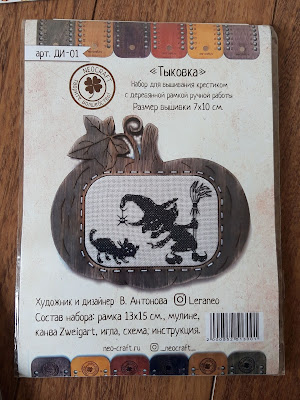 арт. ДИ-01
NEOCRAFT
«Тыковка»
Набор для вышивания крестиком
с деревянной рамкой ручной работы
Размер вышивки 7х10 см.
Художник и дизайнер В. Антонова Leraneo
Состав набора: рамка 13х15 см., мулине,
канва Zweigart, игла, схема, инструкция.
neo-craft.ru _neocraft_